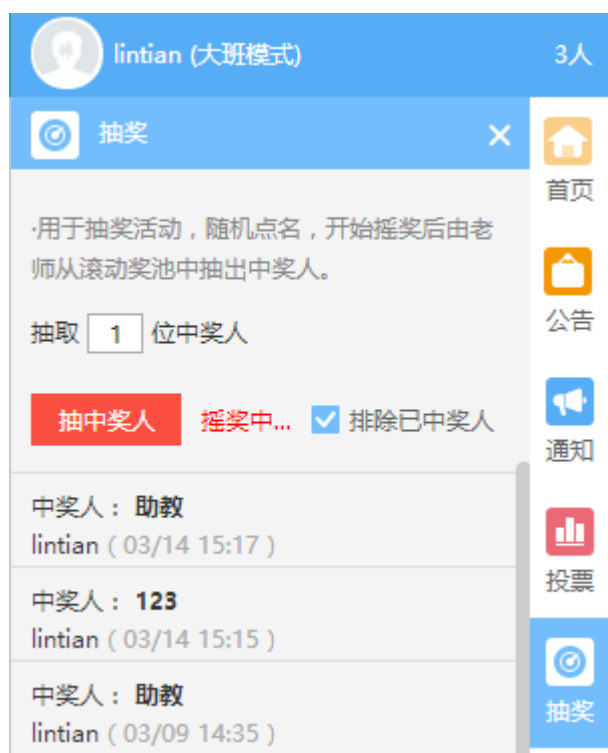 lintian (大班模式) 3人
抽奖
首页
·用于抽奖活动，随机点名，开始摇奖后由老
师从滚动奖池中抽出中奖人。
公告
抽取 1 位中奖人
抽中奖人 摇奖中... 排除已中奖人
通知
中奖人： 助教
lintian ( 03/14 15:17 )
投票
中奖人： 123
lintian ( 03/14 15:15 )
中奖人： 助教
lintian ( 03/09 14:35 )
抽奖